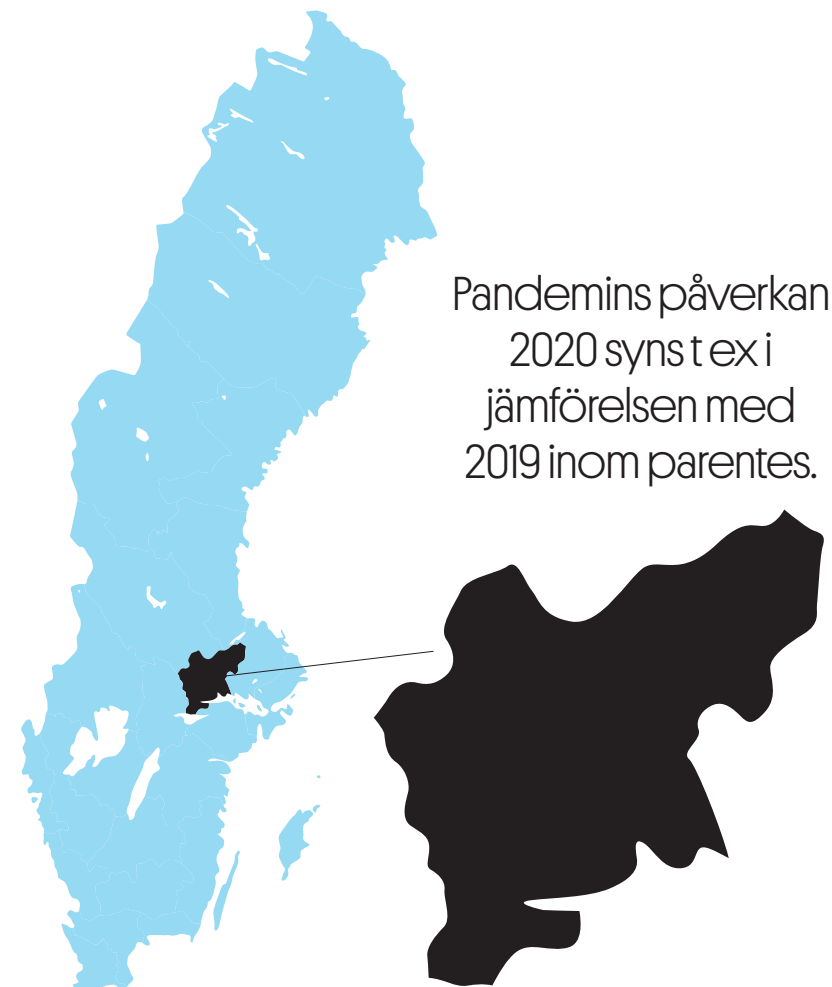 Pandemins påverkan
2020 syns t ex i
jämförelsen med
2019 inom parentes.